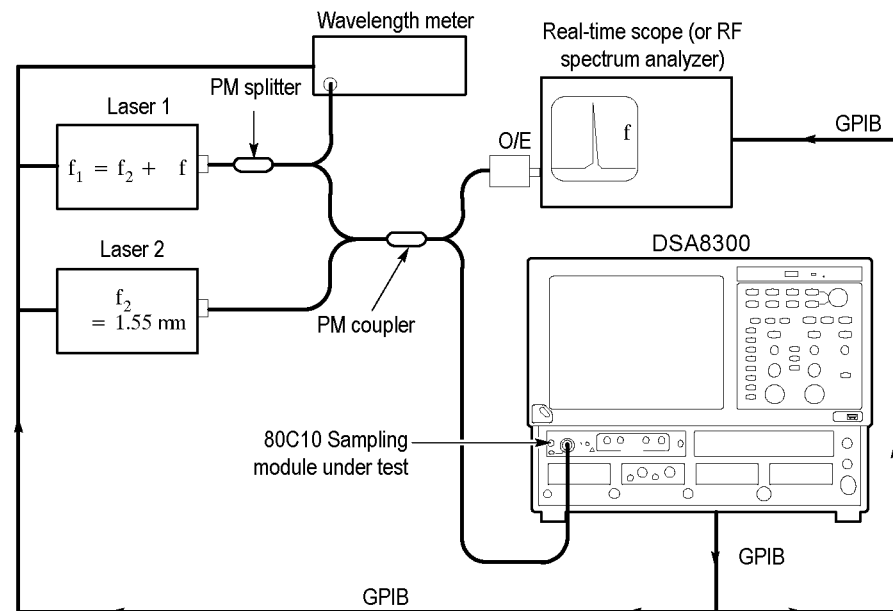 Wavelength meter
Real-time scope (or RF
spectrum analyzer)
PM splitter
Laser 1
f
GPIB
O/E
f₁ = f₂ + f
DSA8300
Laser 2
f₂
= 1.55 mm
PM coupler
80C10 Sampling
module under test
GPIB
GPIB